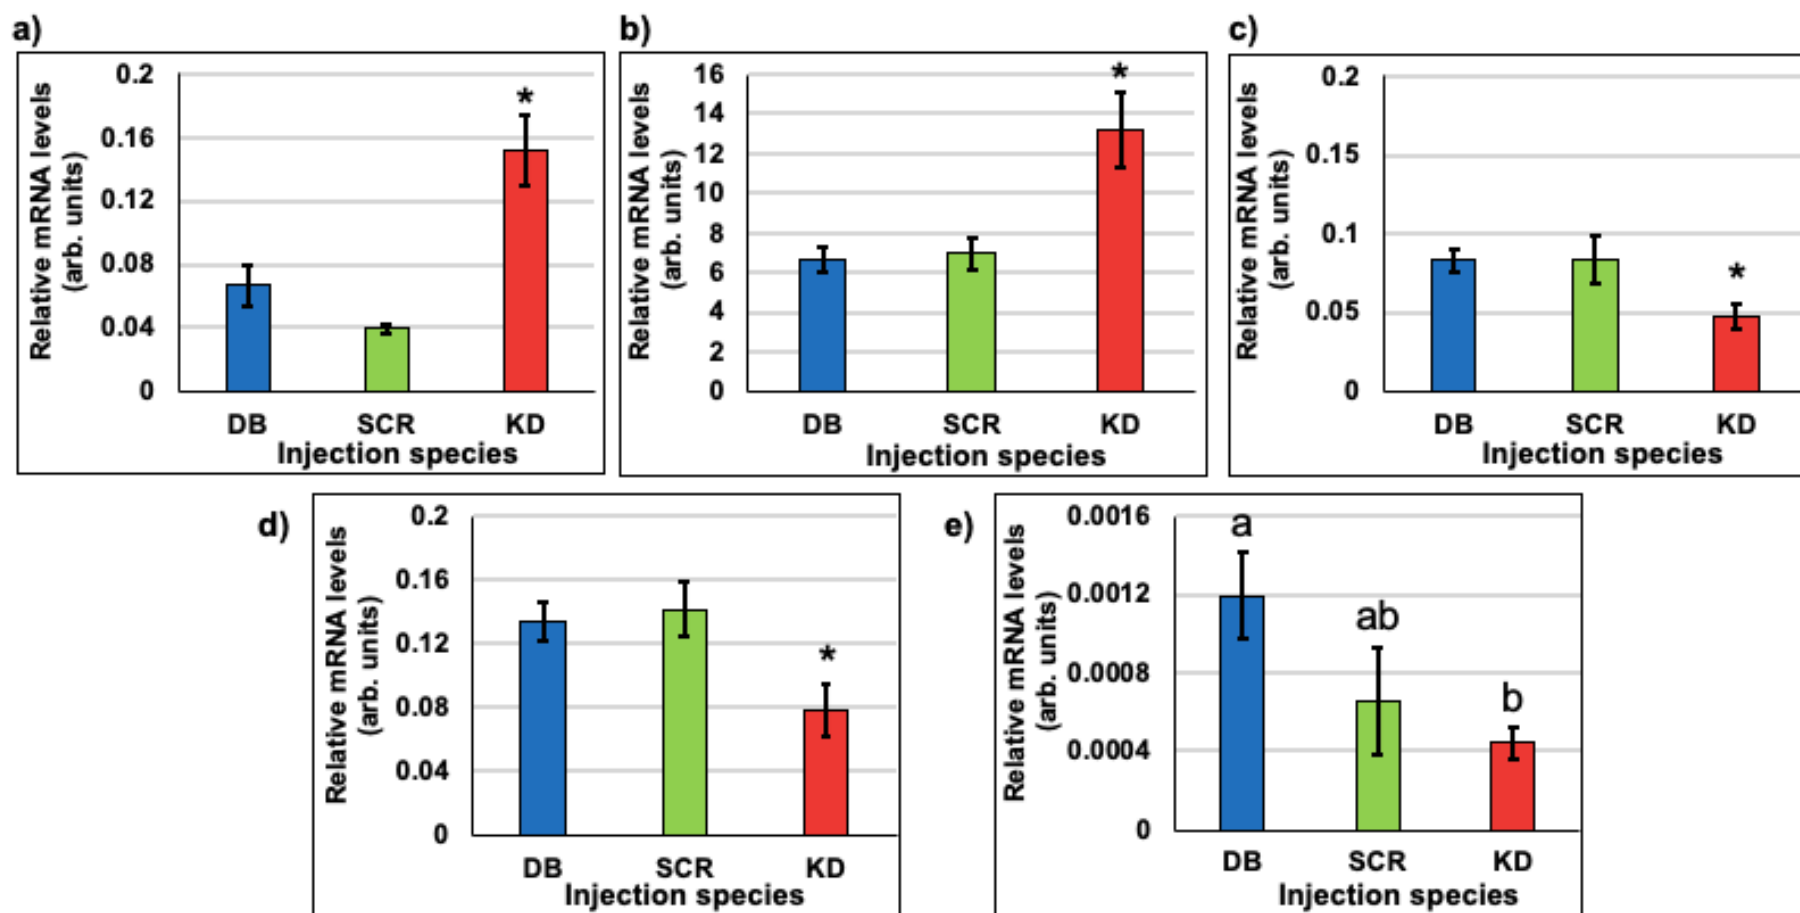 a)
Relative mRNA levels
(arb. units)
0.2
0.16
0.12
0.08
0.04
0
*
DB SCR KD
Injection species
b)
Relative mRNA levels
(arb. units)
16
14
12
10
8
6
4
2
0
*
DB SCR KD
Injection species
c)
Relative mRNA levels
(arb. units)
0.2
0.15
0.1
0.05
0
*
DB SCR KD
Injection species
d)
Relative mRNA levels
(arb. units)
0.2
0.16
0.12
0.08
0.04
0
*
DB SCR KD
Injection species
e)
Relative mRNA levels
(arb. units)
0.0016
0.0012
0.0008
0.0004
0
a
ab
b
DB SCR KD
Injection species